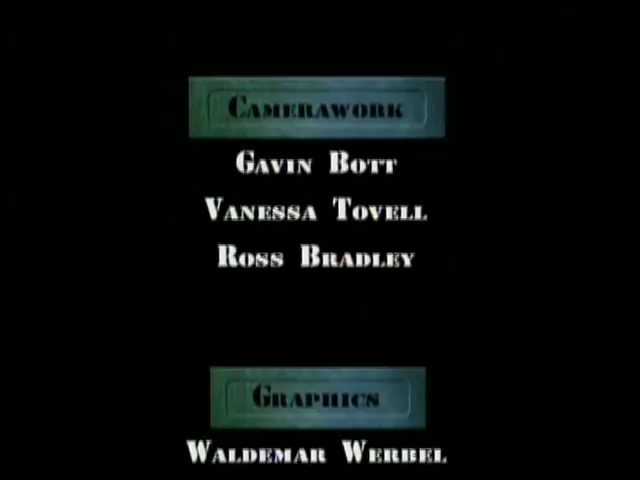 Camerawork
Gavin Bott
Vanessa Tovell
Ross Bradley
Graphics
Waldemar Werbel